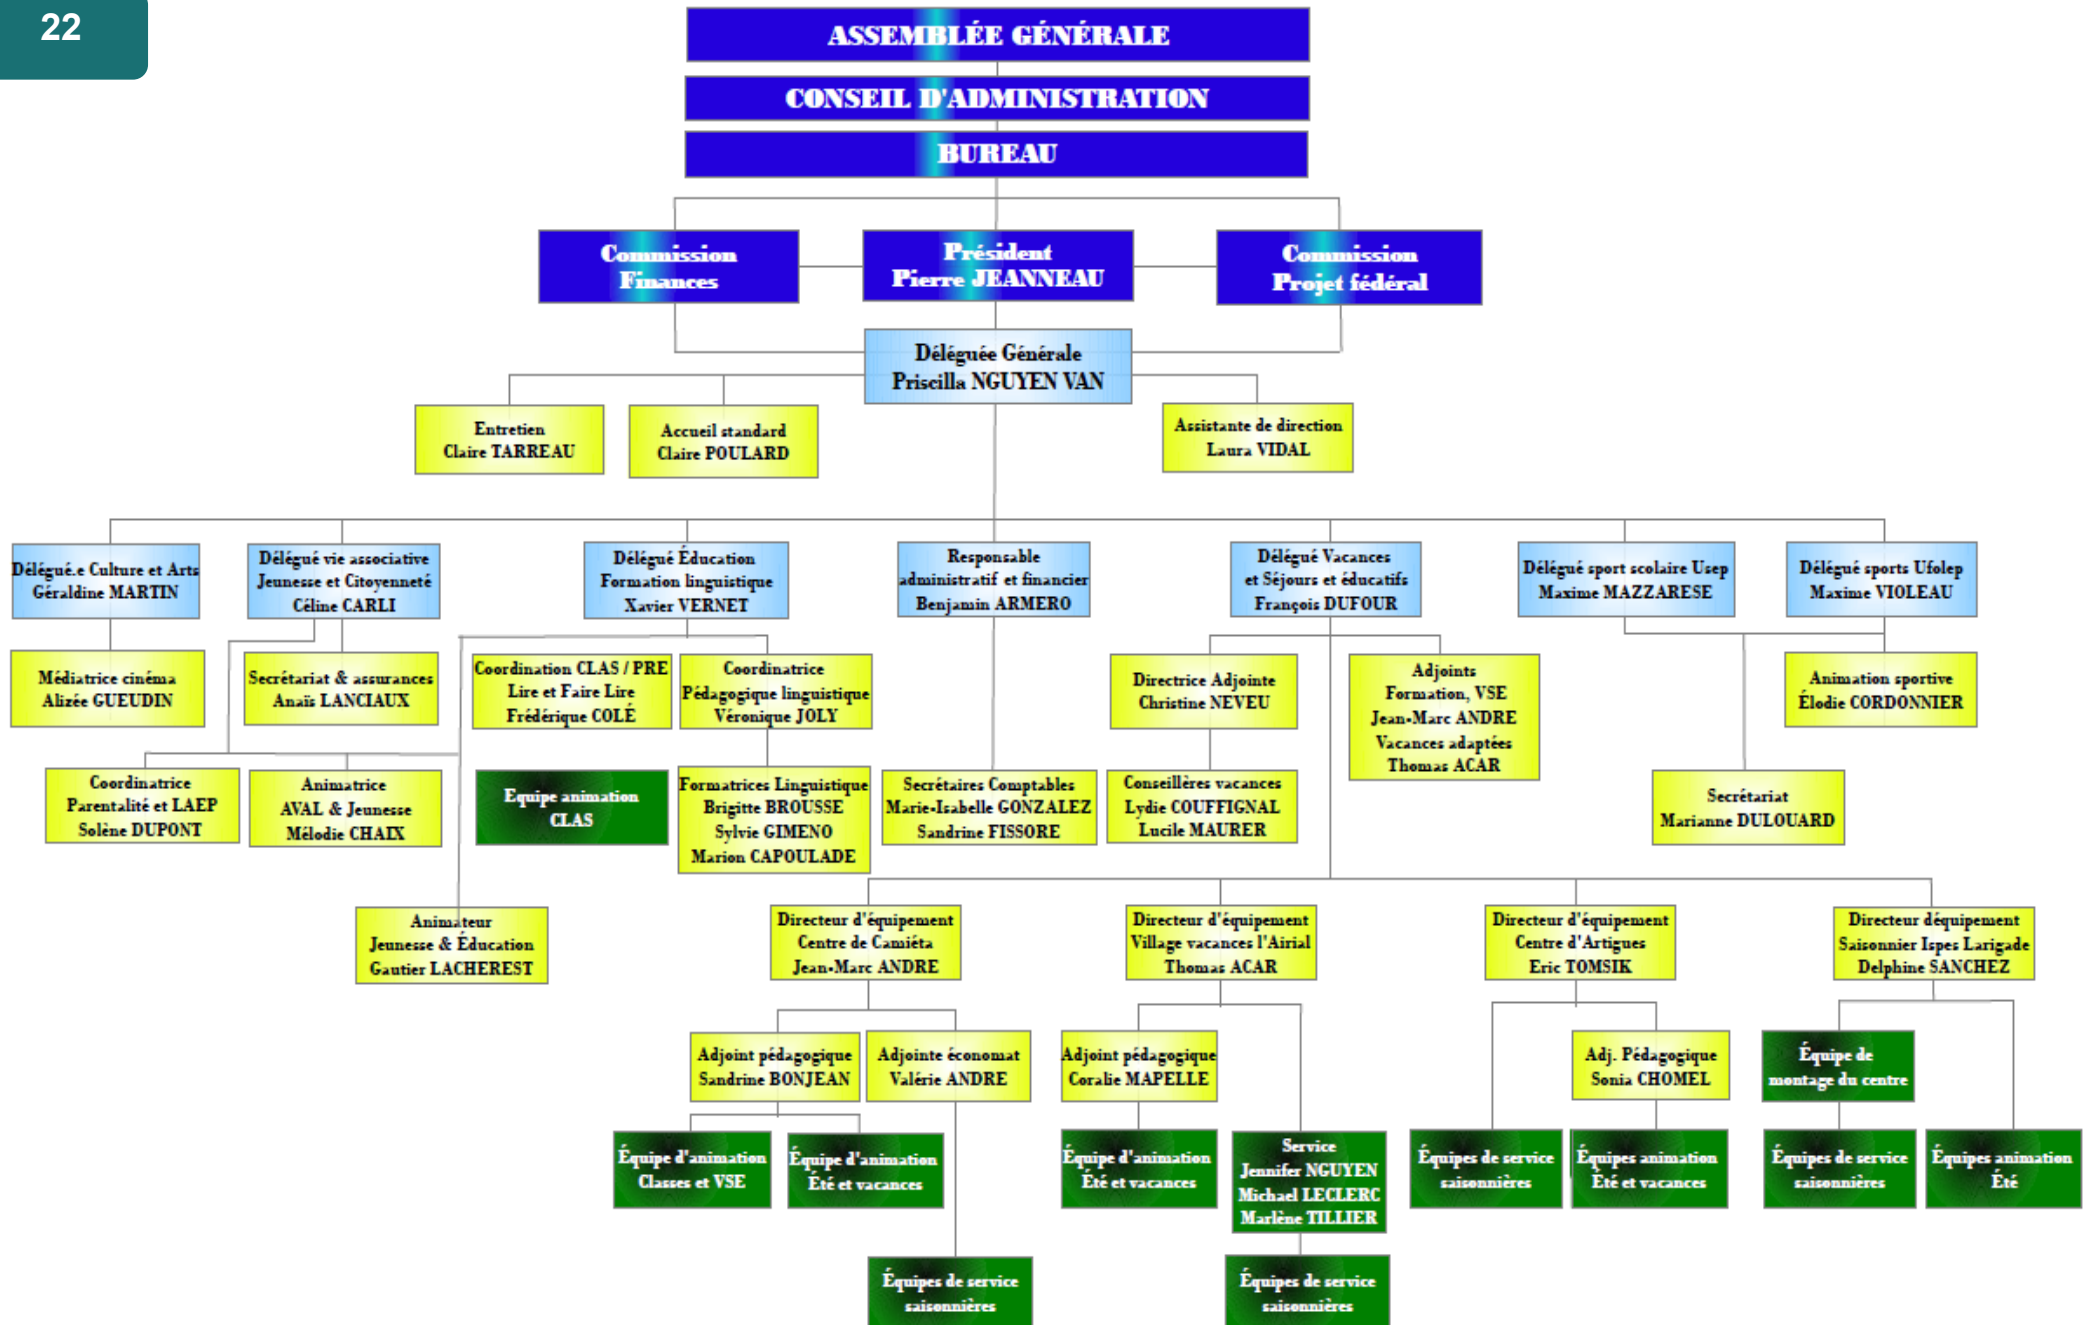 22
ASSEMBLÉE GÉNÉRALE
CONSEIL D'ADMINISTRATION
BUREAU
Commission
Finances
Président
Pierre JEANNEAU
Commission
Projet fédéral
Déléguée Générale
Priscilla NGUYEN VAN
Entretien
Claire TARREAU
Accueil standard
Claire POULARD
Assistante de direction
Laura VIDAL
Délégué.e Culture et Arts
Géraldine MARTIN
Délégué vie associative
Jeunesse et Citoyenneté
Céline CARLI
Délégué Éducation
Formation linguistique
Xavier VERNET
Responsable
administratif et financier
Benjamin ARMERO
Délégué Vacances
et Séjours et éducatifs
François DUFOUR
Délégué sport scolaire Usep
Maxime MAZZARESE
Délégué sports Ufolep
Maxime VIOLEAU
Médiatrice cinéma
Alizée GUEUDIN
Secrétariat & assurances
Anaïs LANCIAUX
Coordination CLAS / PRE
Lire et Faire Lire
Frédérique COLÉ
Coordinatrice
Pédagogique linguistique
Véronique JOLY
Directrice Adjointe
Christine NEVEU
Adjoints
Formation, VSE
Jean-Marc ANDRE
Vacances adaptées
Thomas ACAR
Animation sportive
Élodie CORDONNIER
Coordinatrice
Parentalité et LAEP
Solène DUPONT
Animatrice
AVAL & Jeunesse
Mélodie CHAIX
Equipe animation
CLAS
Formatrices Linguistique
Brigitte BROUSSE
Sylvie GIMENO
Marion CAPOULADE
Secrétaires Comptables
Marie-Isabelle GONZALEZ
Sandrine FISSORE
Conseillères vacances
Lydie COUFFIGNAL
Lucile MAURER
Secrétariat
Marianne DULOUARD
Animateur
Jeunesse & Éducation
Gautier LACHEREST
Directeur d'équipement
Centre de Camiéta
Jean-Marc ANDRE
Directeur d'équipement
Village vacances l'Airial
Thomas ACAR
Directeur d'équipement
Centre d'Artigues
Eric TOMSIK
Directeur déquipement
Saisonnier Ispes Larigade
Delphine SANCHEZ
Adjoint pédagogique
Sandrine BONJEAN
Adjointe économat
Valérie ANDRE
Adjoint pédagogique
Coralie MAPELLE
Adj. Pédagogique
Sonia CHOMEL
Équipe de
montage du centre
Équipe d'animation
Classes et VSE
Équipe d'animation
Été et vacances
Équipe d'animation
Été et vacances
Service
Jennifer NGUYEN
Michael LECLERC
Marlène TILLIER
Équipes de service
saisonnières
Équipes animation
Été et vacances
Équipes de service
saisonnières
Équipes animation
Été
Équipes de service
saisonnières
Équipes de service
saisonnières